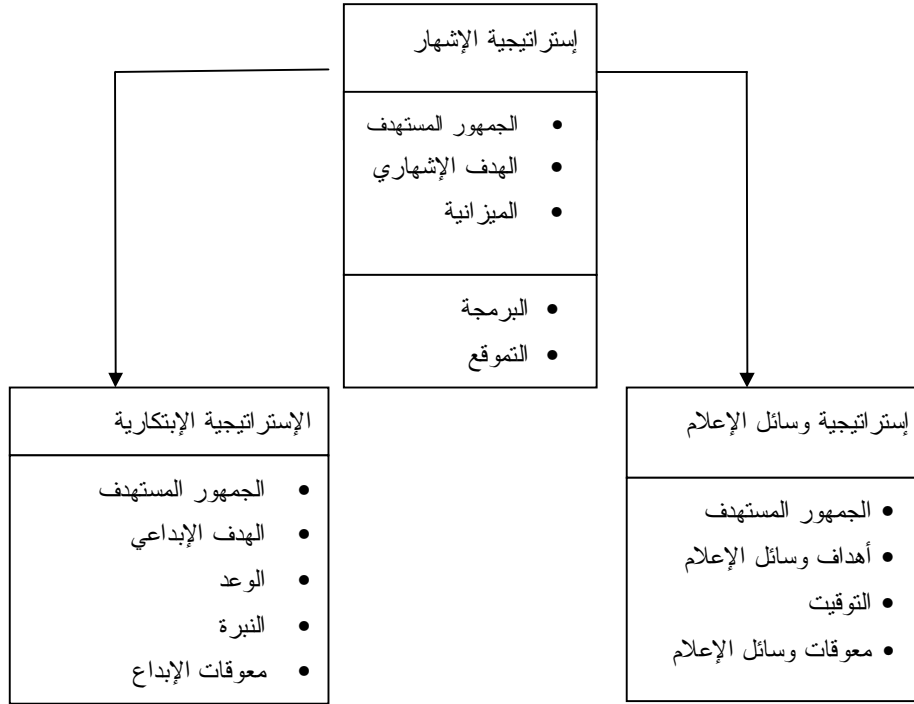 إستراتيجية الإشهار
• الجمهور المستهدف
• الهدف الإشهاري
• الميزانية
• البرمجة
• التموقع
إستراتيجية وسائل الإعلام
• الجمهور المستهدف
• أهداف وسائل الإعلام
• التوقيت
• معوقات وسائل الإعلام
الإستراتيجية الإبتكارية
• الجمهور المستهدف
• الهدف الإبداعي
• الوعد
• النبرة
• معوقات الإبداع